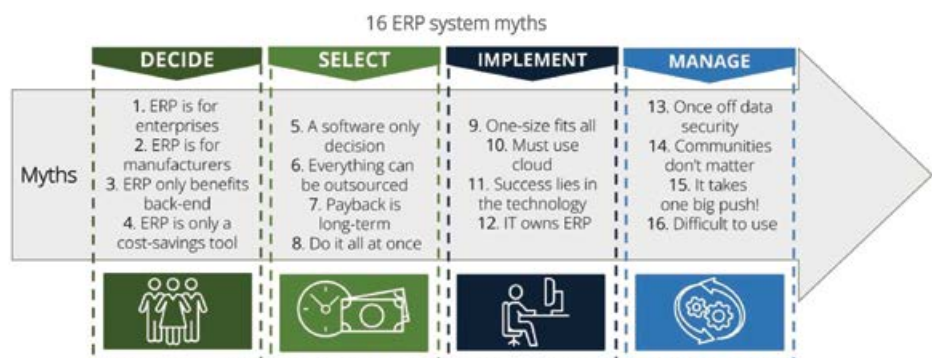 16 ERP system myths
DECIDE
SELECT
IMPLEMENT
MANAGE
Myths
1. ERP is for
enterprises
2. ERP is for
manufacturers
3. ERP only benefits
back-end
4. ERP is only a
cost-savings tool
5. A software only
decision
6. Everything can
be outsourced
7. Payback is
long-term
8. Do it all at once
9. One-size fits all
10. Must use
cloud
11. Success lies in
the technology
12. IT owns ERP
13. Once off data
security
14. Communities
don't matter
15. It takes
one big push!
16. Difficult to use